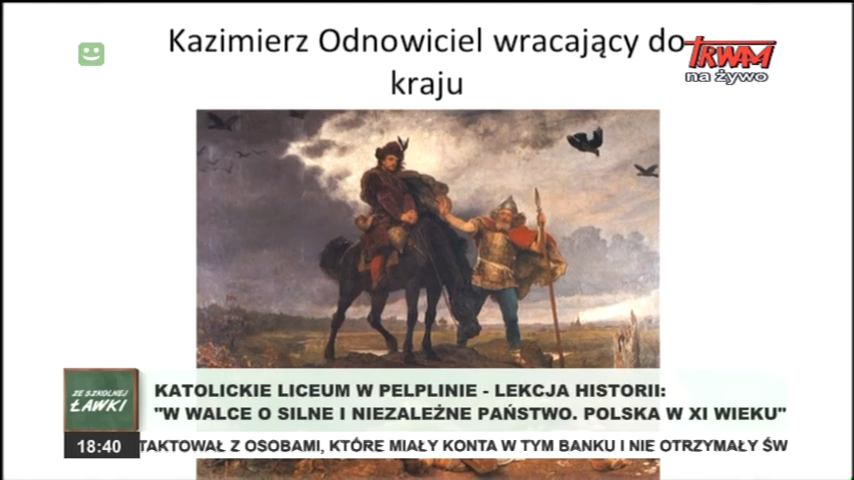 Kazimierz Odnowiciel wracający do
kraju
TRWAM
na żywo
ZE SZKOLNEJ
ŁAWKI
KATOLICKIE LICEUM W PELPLINIE - LEKCJA HISTORII:
"W WALCE O SILNE I NIEZALEŻNE PAŃSTWO. POLSKA W XI WIEKU"
18:40
TAKTOWAŁ Z OSOBAMI, KTÓRE MIAŁY KONTA W TYM BANKU I NIE OTRZYMAŁY ŚW